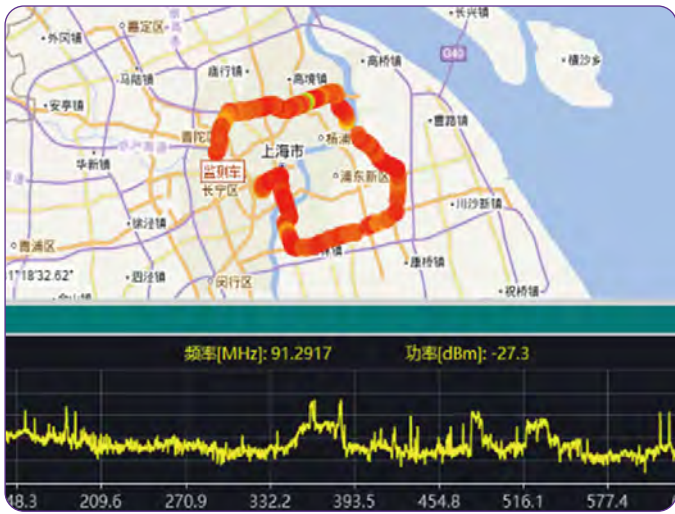 长兴镇
嘉定区
外冈镇
高桥镇
G40
横沙乡
庙行镇
高境镇
马陆镇
安亭镇
曹路镇
普陀区
杨浦
上海市
华新镇
监测车
浦东新区
长宁区
川沙新镇
徐泾镇
青浦区
康桥镇
1°18'32.62"
泗泾镇
闵行区
祝桥镇
频率[MHz]: 91.2917 功率[dBm]: -27.3
48.3 209.6 270.9 332.2 393.5 454.8 516.1 577.4